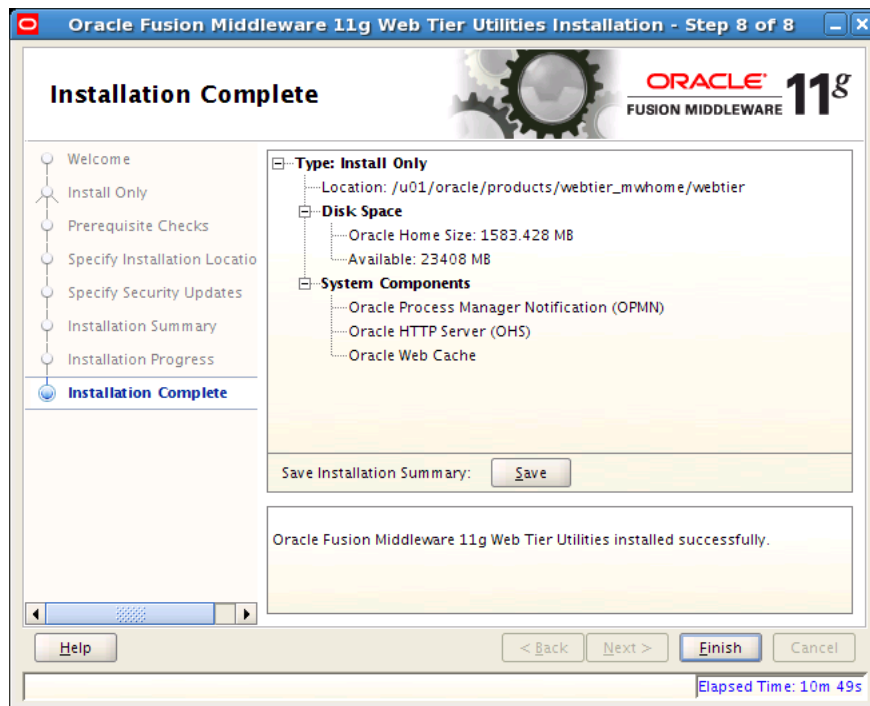 Oracle Fusion Middleware 11g Web Tier Utilities Installation - Step 8 of 8
Installation Complete
ORACLE
FUSION MIDDLEWARE 11g
Welcome
Install Only
Prerequisite Checks
Specify Installation Locatio
Specify Security Updates
Installation Summary
Installation Progress
Installation Complete
Type: Install Only
Location: /u01/oracle/products/webtier_mwhome/webtier
Disk Space
Oracle Home Size: 1583.428 MB
Available: 23408 MB
System Components
Oracle Process Manager Notification (OPMN)
Oracle HTTP Server (OHS)
Oracle Web Cache
Save Installation Summary: Save
Oracle Fusion Middleware 11g Web Tier Utilities installed successfully.
Help < Back Next > Finish Cancel
Elapsed Time: 10m 49s